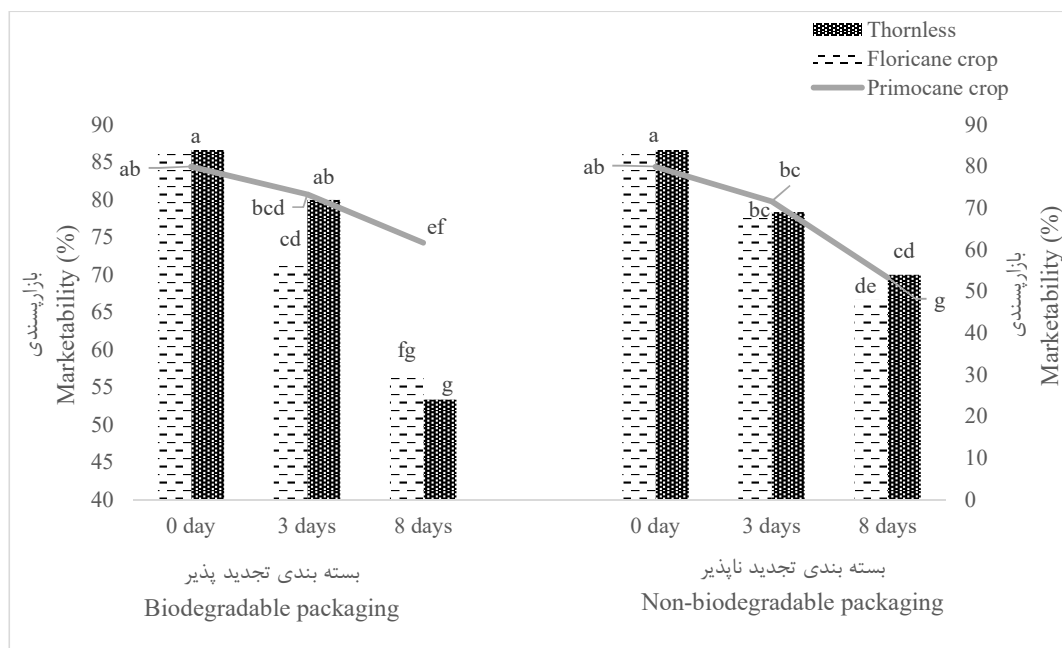 Thornless
Floricane crop
Primocane crop
بازارپسندی
Marketability (%)
90
85
80
75
70
65
60
55
50
45
40
a
ab
ab
bcd
cd
ef
fg
g
0 day
3 days
8 days
بسته بندی تجدید پذیر
Biodegradable packaging
a
ab
bc
bc
cd
de
g
0 day
3 days
8 days
بسته بندی تجدید ناپذیر
Non-biodegradable packaging
90
80
70
60
50
40
30
20
10
0
بازارپسندی
Marketability (%)